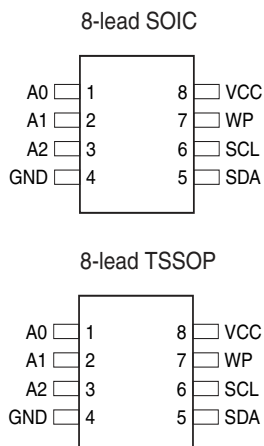 8-lead SOIC
A0 1 8 VCC
A1 2 7 WP
A2 3 6 SCL
GND 4 5 SDA
8-lead TSSOP
A0 1 8 VCC
A1 2 7 WP
A2 3 6 SCL
GND 4 5 SDA